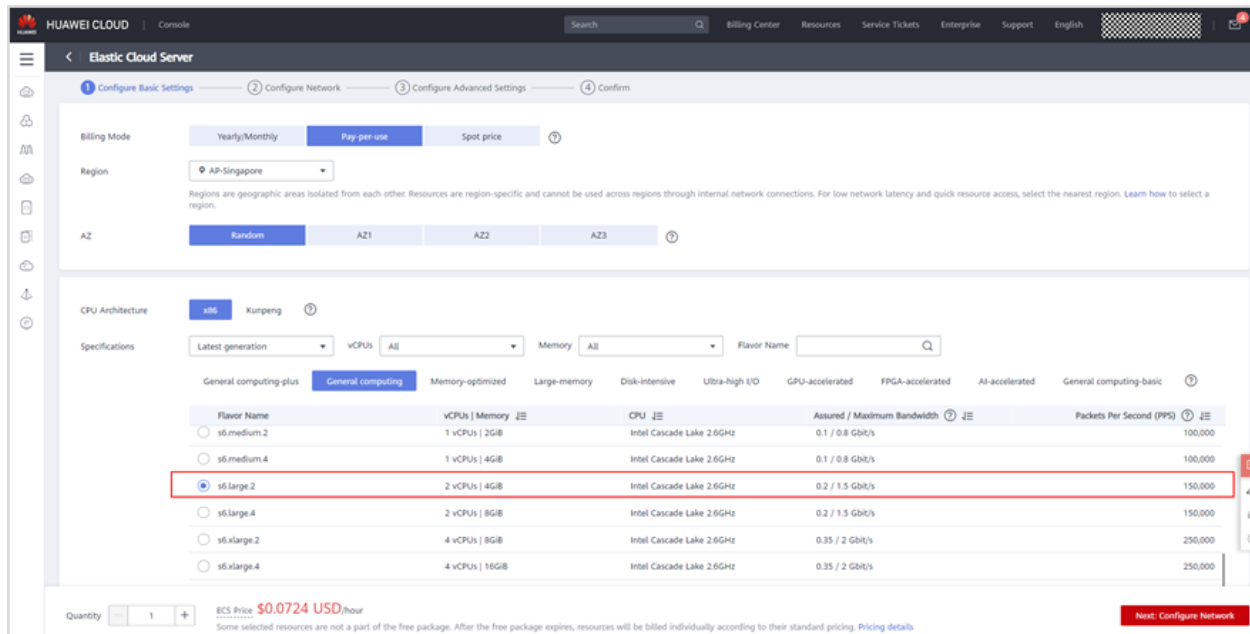 HUAWEI
HUAWEI CLOUD | Console Search Billing Center Resources Service Tickets Enterprise Support English 4
Elastic Cloud Server
1 Configure Basic Settings 2 Configure Network 3 Configure Advanced Settings 4 Confirm
Billing Mode Yearly/Monthly Pay-per-use Spot price ?
Region AP-Singapore
Regions are geographic areas isolated from each other. Resources are region-specific and cannot be used across regions through internal network connections. For low network latency and quick resource access, select the nearest region. Learn how to select a
region.
AZ Random AZ1 AZ2 AZ3 ?
CPU Architecture x86 Kunpeng ?
Specifications Latest generation vCPUs All Memory All Flavor Name
General computing-plus General computing Memory-optimized Large-memory Disk-intensive Ultra-high I/O GPU-accelerated FPGA-accelerated AI-accelerated General computing-basic ?
Flavor Name vCPUs | Memory CPU Assured / Maximum Bandwidth ? Packets Per Second (PPS) ?
s6.medium.2 1 vCPUs | 2GiB Intel Cascade Lake 2.6GHz 0.1 / 0.8 Gbit/s 100,000
s6.medium.4 1 vCPUs | 4GiB Intel Cascade Lake 2.6GHz 0.1 / 0.8 Gbit/s 100,000
s6.large.2 2 vCPUs | 4GiB Intel Cascade Lake 2.6GHz 0.2 / 1.5 Gbit/s 150,000
s6.large.4 2 vCPUs | 8GiB Intel Cascade Lake 2.6GHz 0.2 / 1.5 Gbit/s 150,000
s6.xlarge.2 4 vCPUs | 8GiB Intel Cascade Lake 2.6GHz 0.35 / 2 Gbit/s 250,000
s6.xlarge.4 4 vCPUs | 16GiB Intel Cascade Lake 2.6GHz 0.35 / 2 Gbit/s 250,000
Quantity − 1 + ECS Price $0.0724 USD/hour Next: Configure Network
Some selected resources are not a part of the free package. After the free package expires, resources will be billed individually according to their standard pricing. Pricing details